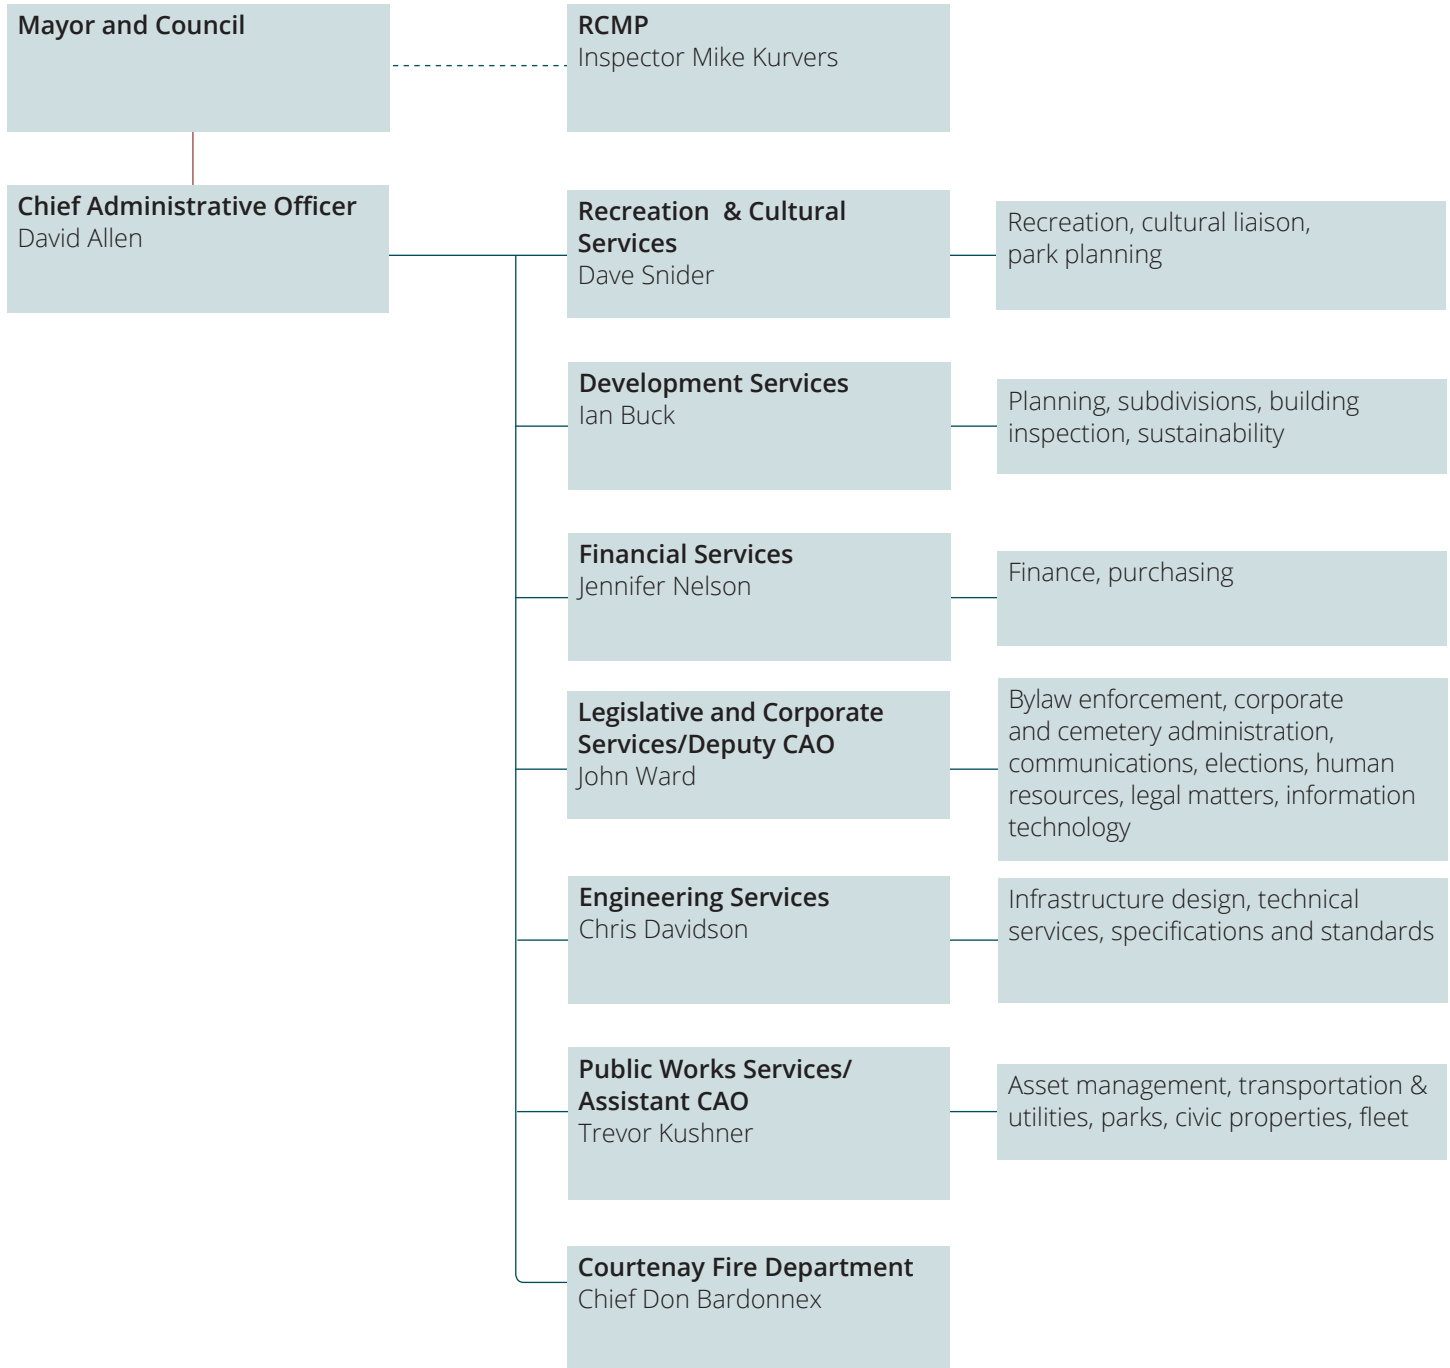 Mayor and Council
RCMP
Inspector Mike Kurvers
Chief Administrative Officer
David Allen
Recreation & Cultural
Services
Dave Snider
Recreation, cultural liaison,
park planning
Development Services
Ian Buck
Planning, subdivisions, building
inspection, sustainability
Financial Services
Jennifer Nelson
Finance, purchasing
Legislative and Corporate
Services/Deputy CAO
John Ward
Bylaw enforcement, corporate
and cemetery administration,
communications, elections, human
resources, legal matters, information
technology
Engineering Services
Chris Davidson
Infrastructure design, technical
services, specifications and standards
Public Works Services/
Assistant CAO
Trevor Kushner
Asset management, transportation &
utilities, parks, civic properties, fleet
Courtenay Fire Department
Chief Don Bardonnex